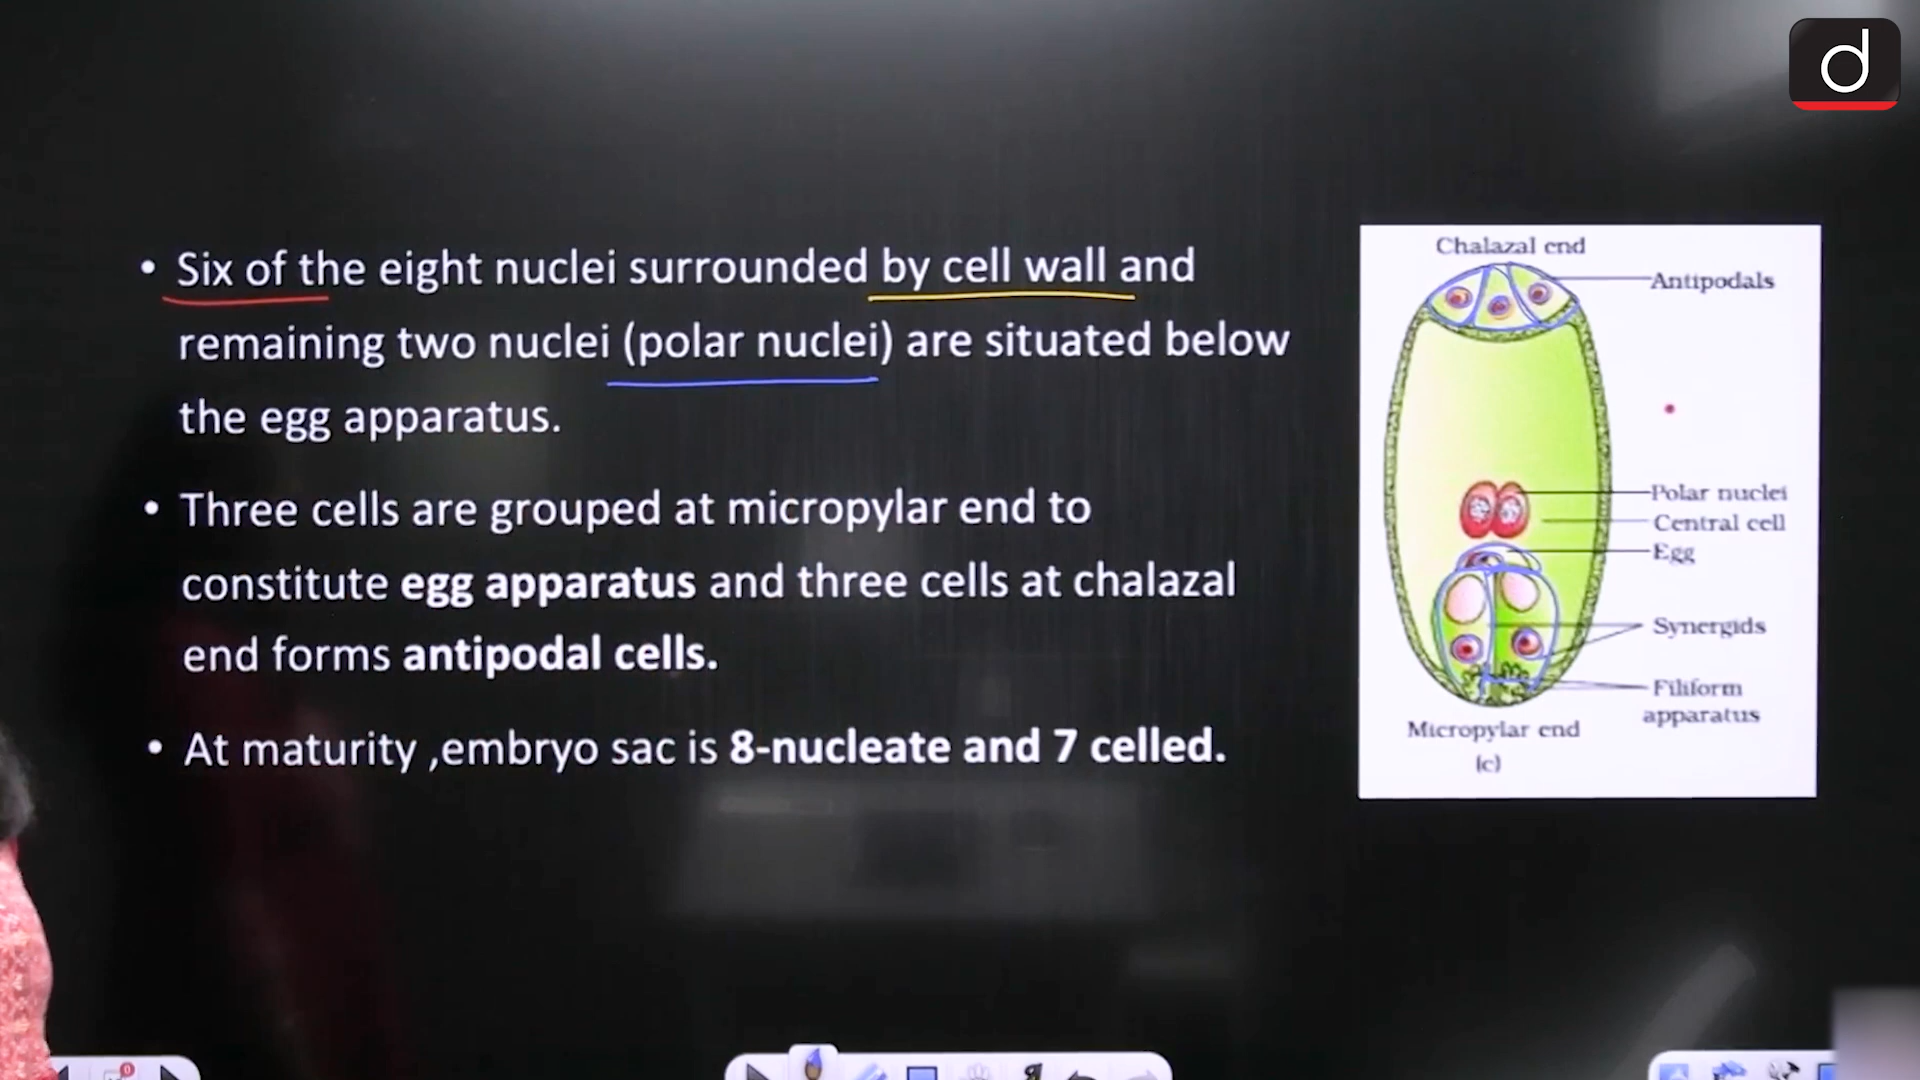 d
• Six of the eight nuclei surrounded by cell wall and
remaining two nuclei (polar nuclei) are situated below
the egg apparatus.
• Three cells are grouped at micropylar end to
constitute egg apparatus and three cells at chalazal
end forms antipodal cells.
• At maturity ,embryo sac is 8-nucleate and 7 celled.
Chalazal end
Antipodals
Polar nuclei
Central cell
Egg
Synergids
Filiform
apparatus
Micropylar end
(c)
0